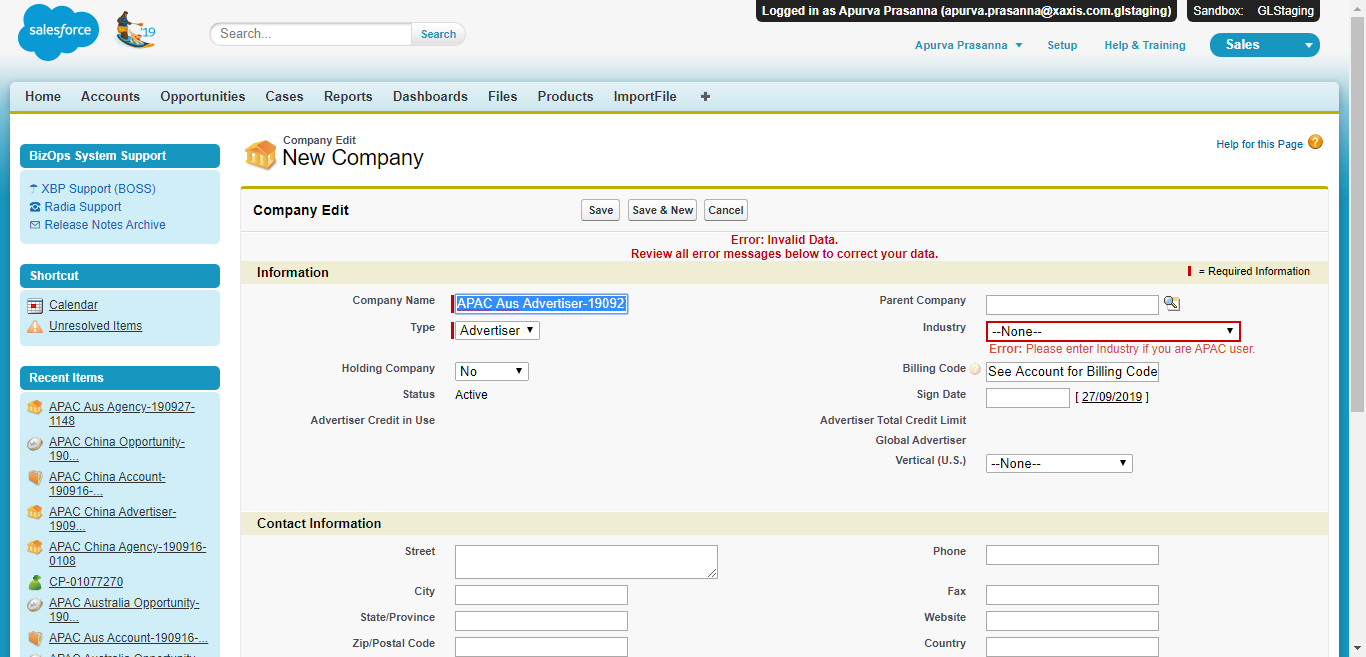 Logged in as Apurva Prasanna (apurva.prasanna@xaxis.com.glstaging)
Sandbox: GLStaging
salesforce
'19
Search...
Search
Apurva Prasanna
Setup
Help & Training
Sales
Home Accounts Opportunities Cases Reports Dashboards Files Products ImportFile +
BizOps System Support
XBP Support (BOSS)
Radia Support
Release Notes Archive
Shortcut
Calendar
Unresolved Items
Recent Items
APAC Aus Agency-190927-
1148
APAC China Opportunity-
190...
APAC China Account-
190916-...
APAC China Advertiser-
1909...
APAC China Agency-190916-
0108
CP-01077270
APAC Australia Opportunity-
190...
APAC Aus Account-190916-...
APAC Australia Opportunity-
Company Edit
New Company
Help for this Page
Company Edit
Save
Save & New
Cancel
Error: Invalid Data.
Review all error messages below to correct your data.
Information
= Required Information
Company Name APAC Aus Advertiser-19092
Parent Company
Type Advertiser
Industry --None--
Error: Please enter Industry if you are APAC user.
Holding Company No
Billing Code See Account for Billing Code
Status Active
Sign Date [ 27/09/2019 ]
Advertiser Credit in Use
Advertiser Total Credit Limit
Global Advertiser
Vertical (U.S.) --None--
Contact Information
Street
Phone
City
Fax
State/Province
Website
Zip/Postal Code
Country